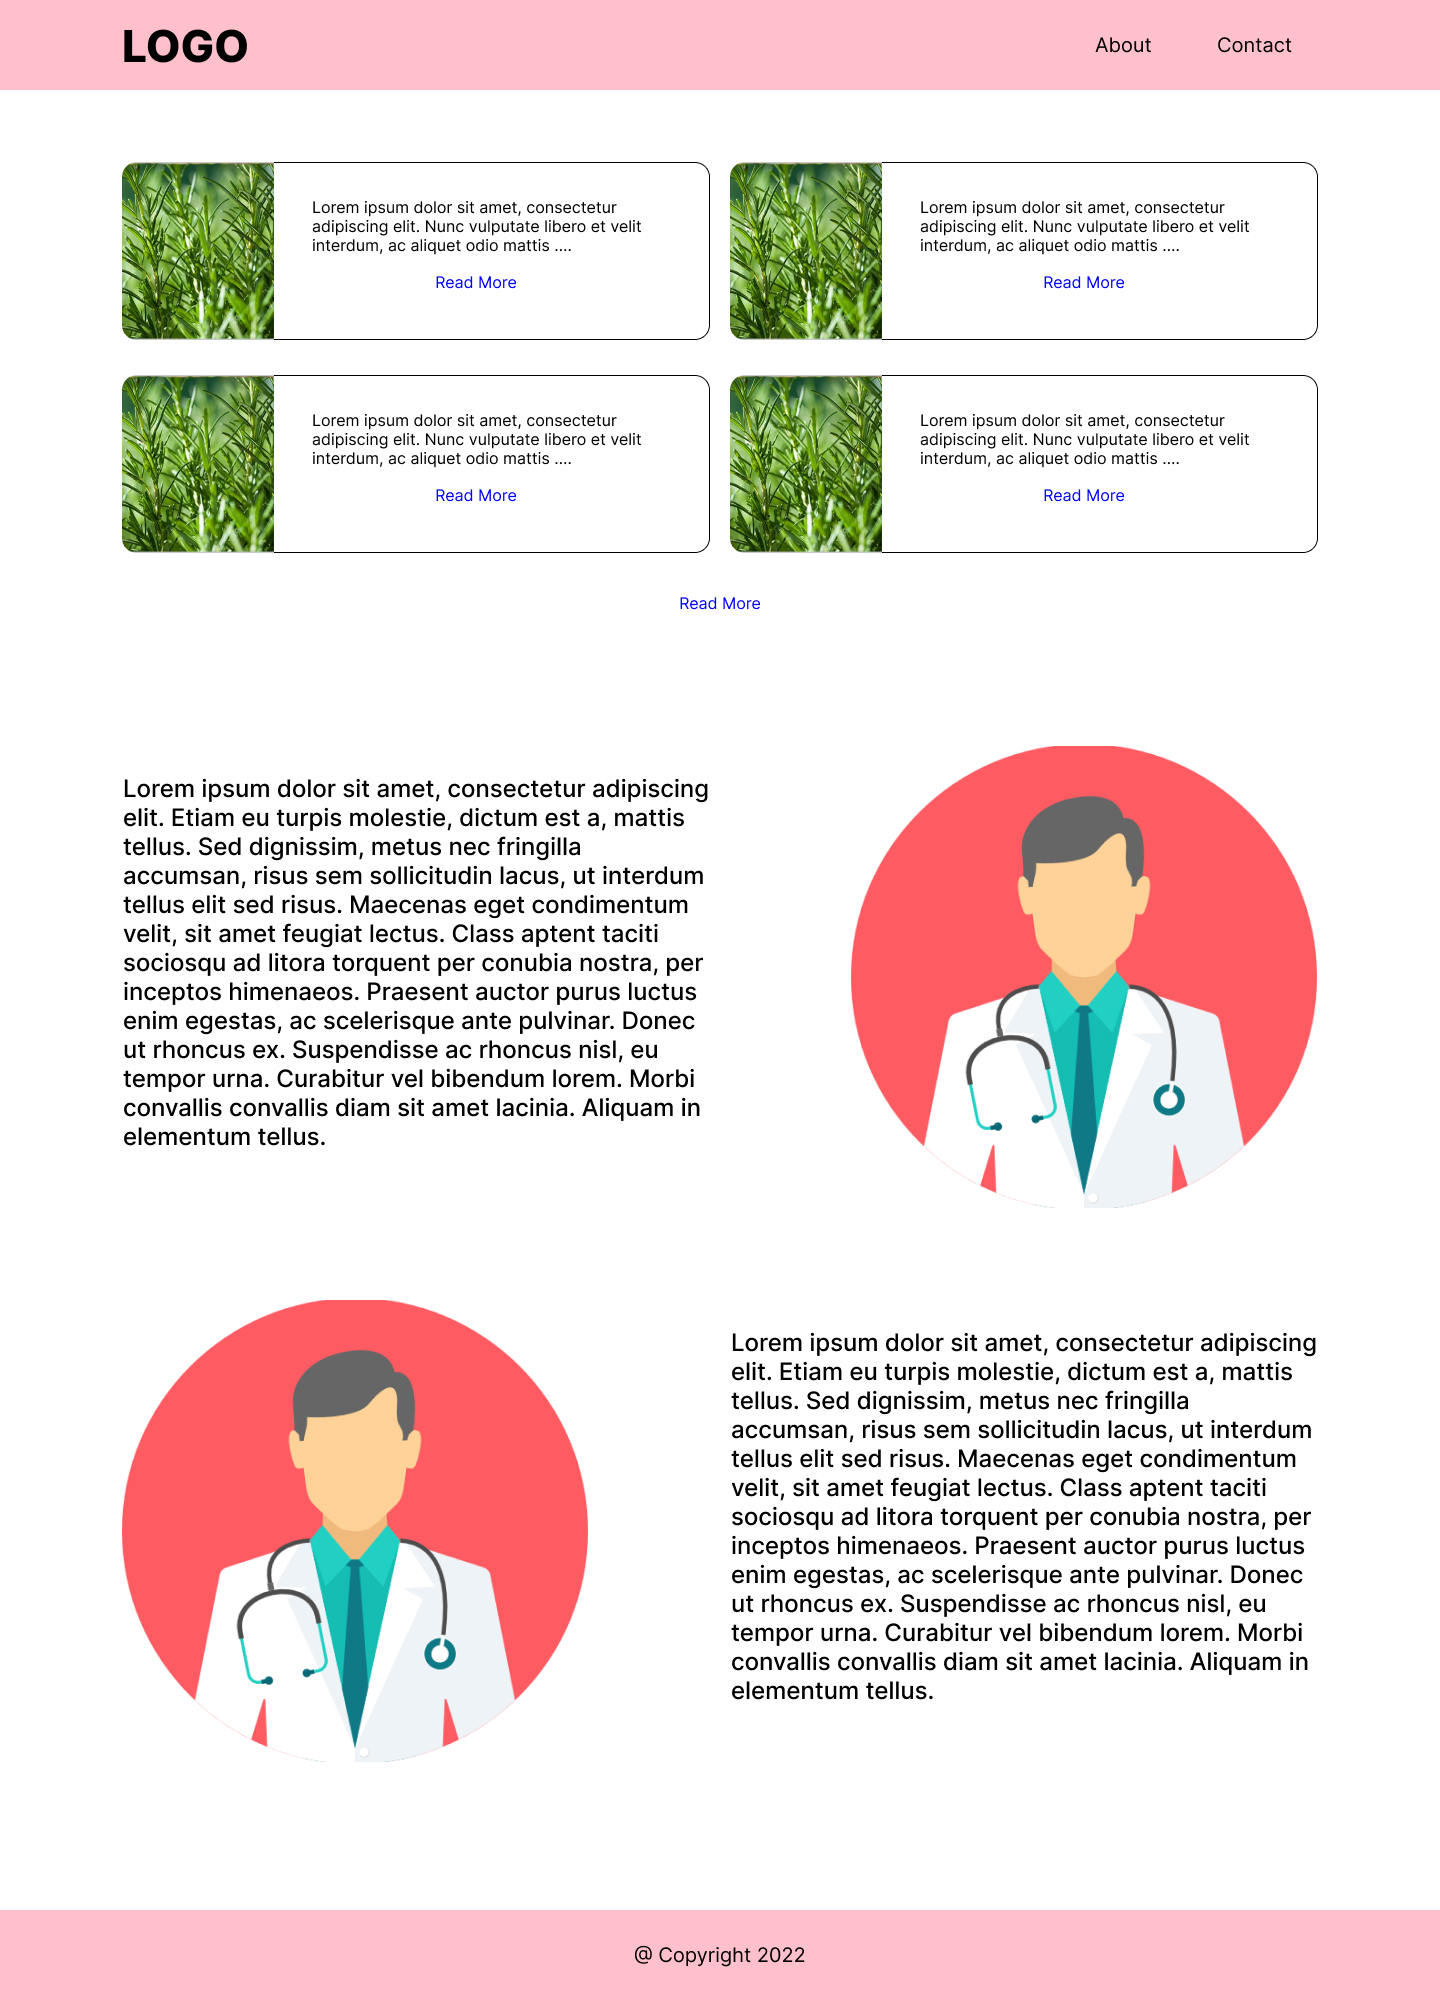 LOGO
About
Contact
Lorem ipsum dolor sit amet, consectetur
adipiscing elit. Nunc vulputate libero et velit
interdum, ac aliquet odio mattis ....
Read More
Lorem ipsum dolor sit amet, consectetur
adipiscing elit. Nunc vulputate libero et velit
interdum, ac aliquet odio mattis ....
Read More
Lorem ipsum dolor sit amet, consectetur
adipiscing elit. Nunc vulputate libero et velit
interdum, ac aliquet odio mattis ....
Read More
Lorem ipsum dolor sit amet, consectetur
adipiscing elit. Nunc vulputate libero et velit
interdum, ac aliquet odio mattis ....
Read More
Read More
Lorem ipsum dolor sit amet, consectetur adipiscing
elit. Etiam eu turpis molestie, dictum est a, mattis
tellus. Sed dignissim, metus nec fringilla
accumsan, risus sem sollicitudin lacus, ut interdum
tellus elit sed risus. Maecenas eget condimentum
velit, sit amet feugiat lectus. Class aptent taciti
sociosqu ad litora torquent per conubia nostra, per
inceptos himenaeos. Praesent auctor purus luctus
enim egestas, ac scelerisque ante pulvinar. Donec
ut rhoncus ex. Suspendisse ac rhoncus nisl, eu
tempor urna. Curabitur vel bibendum lorem. Morbi
convallis convallis diam sit amet lacinia. Aliquam in
elementum tellus.
Lorem ipsum dolor sit amet, consectetur adipiscing
elit. Etiam eu turpis molestie, dictum est a, mattis
tellus. Sed dignissim, metus nec fringilla
accumsan, risus sem sollicitudin lacus, ut interdum
tellus elit sed risus. Maecenas eget condimentum
velit, sit amet feugiat lectus. Class aptent taciti
sociosqu ad litora torquent per conubia nostra, per
inceptos himenaeos. Praesent auctor purus luctus
enim egestas, ac scelerisque ante pulvinar. Donec
ut rhoncus ex. Suspendisse ac rhoncus nisl, eu
tempor urna. Curabitur vel bibendum lorem. Morbi
convallis convallis diam sit amet lacinia. Aliquam in
elementum tellus.
@ Copyright 2022